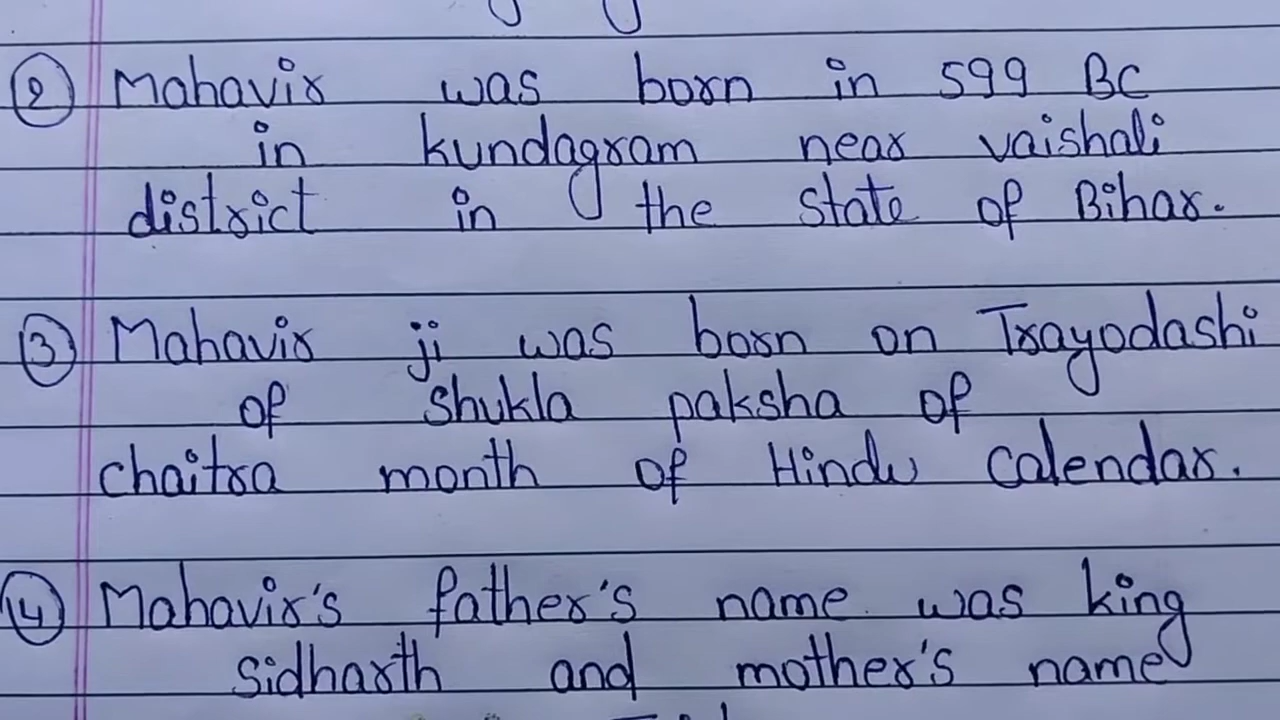 ② Mahavir was born in 599 BC
in kundagram near vaishali
district in the state of Bihar.
③ Mahavir ji was born on Trayodashi
of shukla paksha of
chaitra month of Hindu calendar.
④ Mahavir's father's name was king
sidharth and mother's name